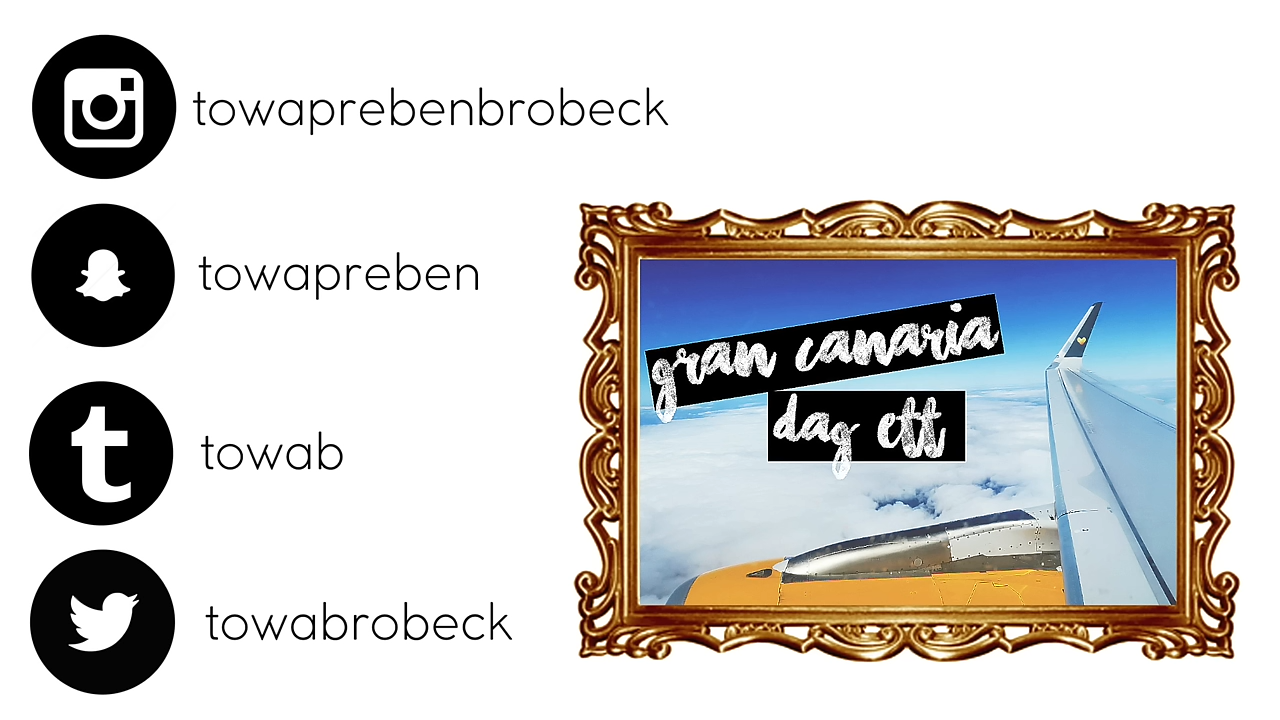 towaprebenbrobeck
towapreben
towab
towabrobeck
gran canaria
dag ett